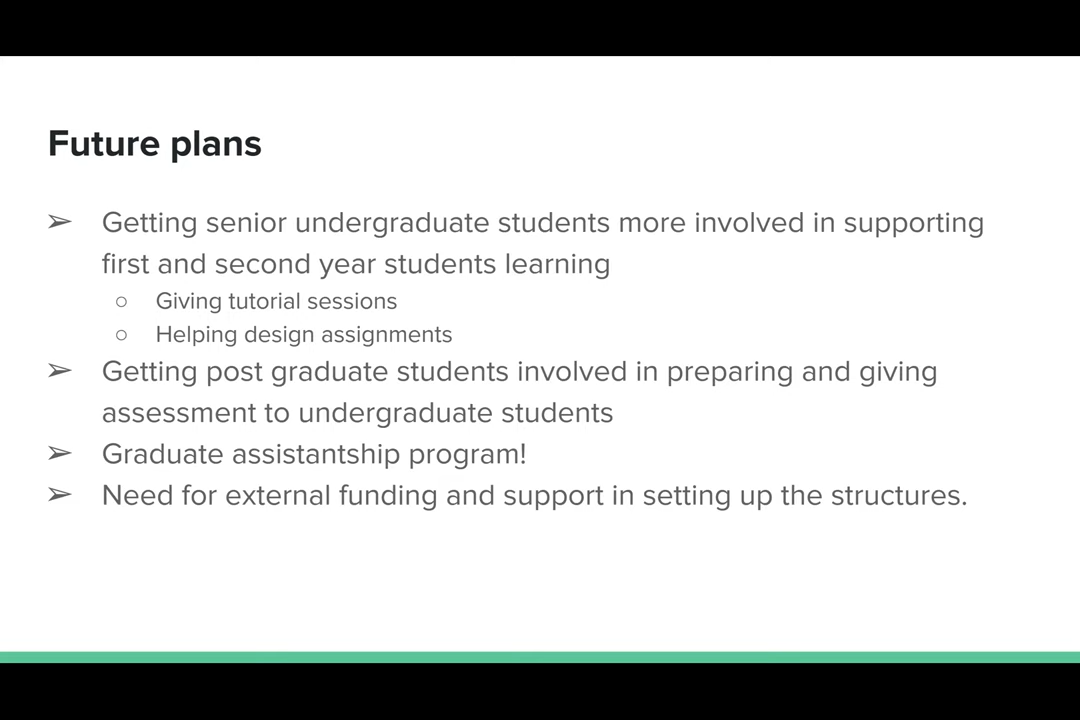 Future plans
➢ Getting senior undergraduate students more involved in supporting
first and second year students learning
○ Giving tutorial sessions
○ Helping design assignments
➢ Getting post graduate students involved in preparing and giving
assessment to undergraduate students
➢ Graduate assistantship program!
➢ Need for external funding and support in setting up the structures.